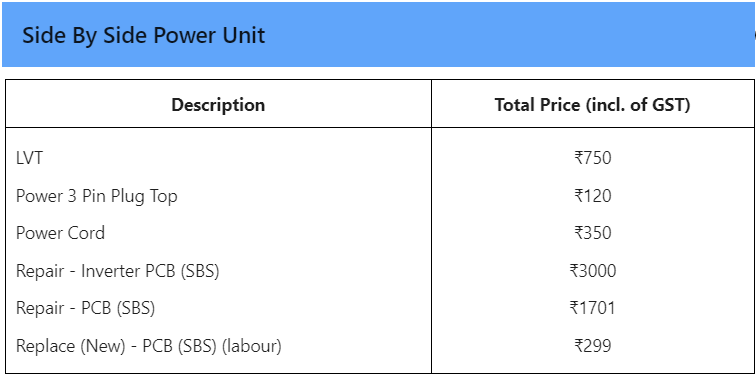 Side By Side Power Unit
Description Total Price (incl. of GST)
LVT ₹750
Power 3 Pin Plug Top ₹120
Power Cord ₹350
Repair - Inverter PCB (SBS) ₹3000
Repair - PCB (SBS) ₹1701
Replace (New) - PCB (SBS) (labour) ₹299